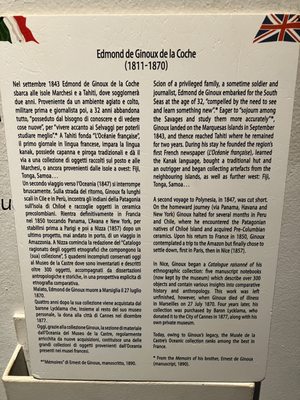 Edmond de Ginoux de la Coche
(1811-1870)
Nel settembre 1843 Edmond de Ginoux de la Coche
sbarca alle isole Marchesi e a Tahiti, dove soggiornerà
due anni. Proveniente da un ambiente agiato e colto,
militare prima e giornalista poi, a 32 anni abbandona
tutto, "posseduto dal bisogno di conoscere e di vedere
cose nuove", per "vivere accanto ai Selvaggi per poterli
studiare meglio".* A Tahiti fonda "L'Océanie française",
il primo giornale in lingua francese, impara la lingua
Kanak, possiede capanna e piroga tradizionali e dà il
via a una collezione di oggetti raccolti sul posto e alle
Marchesi, o ancora provenienti dalle isole a ovest: Fiji,
Tonga, Samoa…
Un secondo viaggio verso l'Oceania (1847) si interrompe
bruscamente. Sulla strada del ritorno, Ginoux fa lunghi
scali in Cile e in Perù, incontra gli indiani della Patagonia
sull'isola di Chiloé e raccoglie oggetti in ceramica
precolombiani. Rientra definitivamente in Francia
nel 1850 toccando Panama, L'Avana e New York, per
stabilirsi prima a Parigi e poi a Nizza (1857) dopo un
ultimo progetto, mai andato in porto, di un viaggio in
Amazzonia. A Nizza comincia la redazione del "Catalogo
ragionato degli oggetti etnografici che compongono la
(sua) collezione", 5 quaderni incompiuti conservati oggi
al Museo de la Castre dove sono inventariati e descritti
oltre 300 oggetti, accompagnati da dissertazioni
antropologiche e storiche, in una prospettiva esplicita di
etnografia comparativa.
Malato, Edmond de Ginoux muore a Marsiglia il 27 luglio
1870.
Quattro anni dopo la sua collezione viene acquistata dal
barone Lycklama che, insieme al resto del suo museo
personale, la dona alla città di Cannes nel dicembre
1877.
Oggi, grazie alla collezione Ginoux, la sezione di materiale
dell'Oceania del Museo de la Castre, regolarmente
arricchita da nuove acquisizioni, costituisce una delle
grandi collezioni di oggetti provenienti dall'Oceania
presenti nei musei francesi.
*"Mémoires" di Ernest de Ginoux, manoscritto, 1890.
Scion of a privileged family, a sometime soldier and
journalist, Edmond de Ginoux embarked for the South
Seas at the age of 32, "compelled by the need to see
and learn something new".* Eager to "sojourn among
the Savages and study them more accurately"*,
Ginoux landed on the Marquesas Islands in September
1843, and thence reached Tahiti where he remained
for two years. During his stay he founded the region's
first French newspaper (L'Océanie française), learned
the Kanak language, bought a traditional hut and
an outrigger and began collecting artefacts from the
neighbouring islands, as well as further west: Fiji,
Tonga, Samoa…
A second voyage to Polynesia, in 1847, was cut short.
On the homeward journey (via Panama, Havana and
New York) Ginoux halted for several months in Peru
and Chile, where he encountered the Patagonian
natives of Chiloé Island and acquired Pre-Columbian
ceramics. Upon his return to France in 1850, Ginoux
contemplated a trip to the Amazon but finally chose to
settle down, first in Paris, then in Nice (1857).
In Nice, Ginoux began a Catalogue raisonné of his
ethnographic collection: five manuscript notebooks
(now kept by the museum) which describe over 300
objects and contain various insights into comparative
history and anthropology. This work was left
unfinished, however, when Ginoux died of illness
in Marseilles on 27 July 1870. Four years later, his
collection was purchased by Baron Lycklama, who
donated it to the City of Cannes in 1877, along with his
own private museum.
Today, owing to Ginoux's legacy, the Musée de la
Castre's Oceanic collection ranks among the best in
France.
* From the Memoirs of his brother, Ernest de Ginoux
(manuscript, 1890).